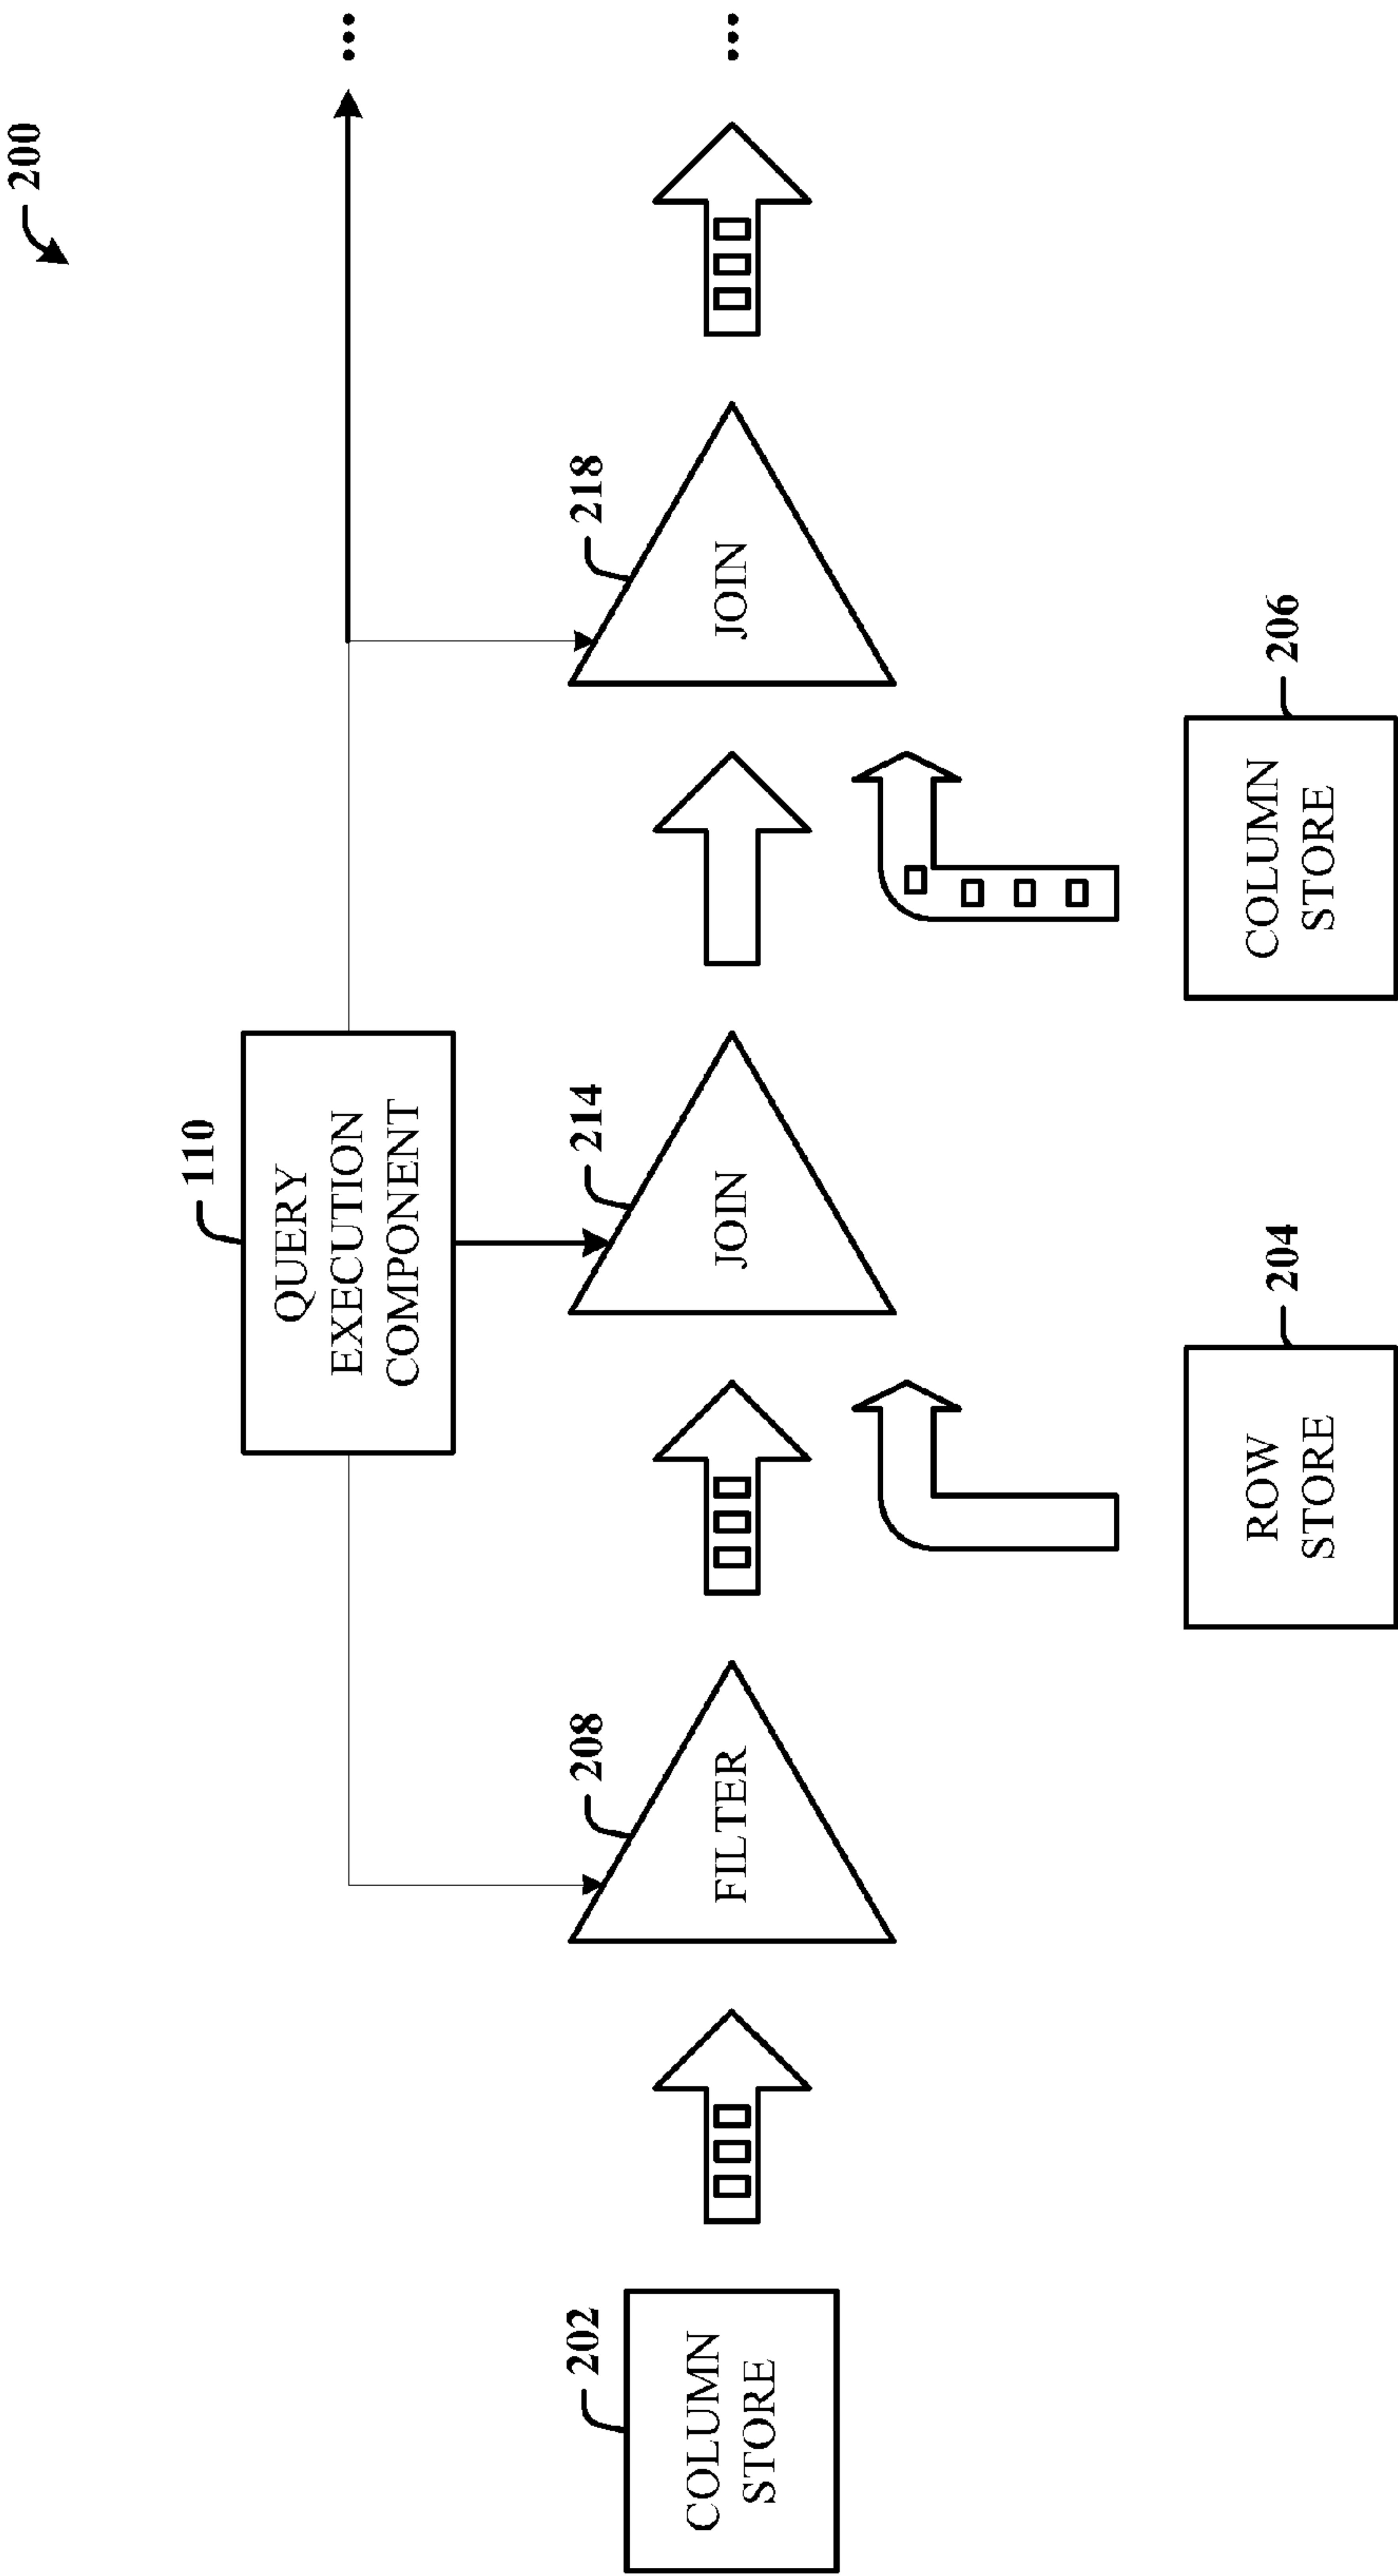 200
110
QUERY
EXECUTION
COMPONENT
202
COLUMN
STORE
208
FILTER
214
JOIN
218
JOIN
...
...
204
ROW
STORE
206
COLUMN
STORE